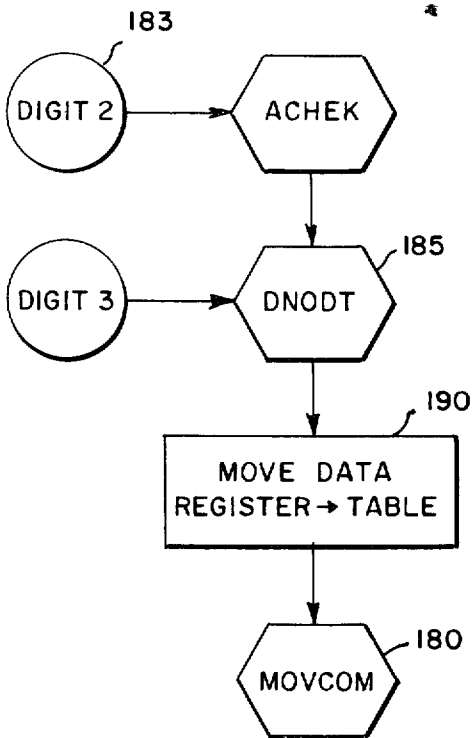 183
DIGIT 2
ACHEK
185
DIGIT 3
DNODT
190
MOVE DATA
REGISTER → TABLE
180
MOVCOM